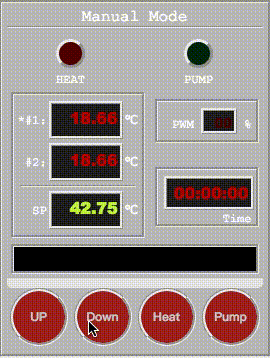 Manual Mode
HEAT PUMP
*#1: 18.66 °C
#2: 18.66 °C
SP 42.75 °C
PWM %
00:00:00
Time
UP Down Heat Pump